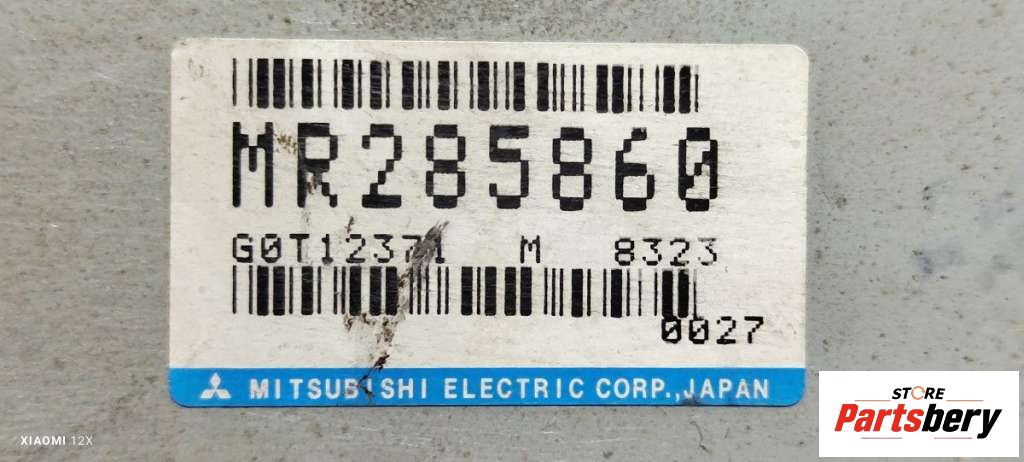 MR285860
G0T12371 M 8323
0027
MITSUBISHI ELECTRIC CORP., JAPAN
STORE
Partsbery
XIAOMI 12X